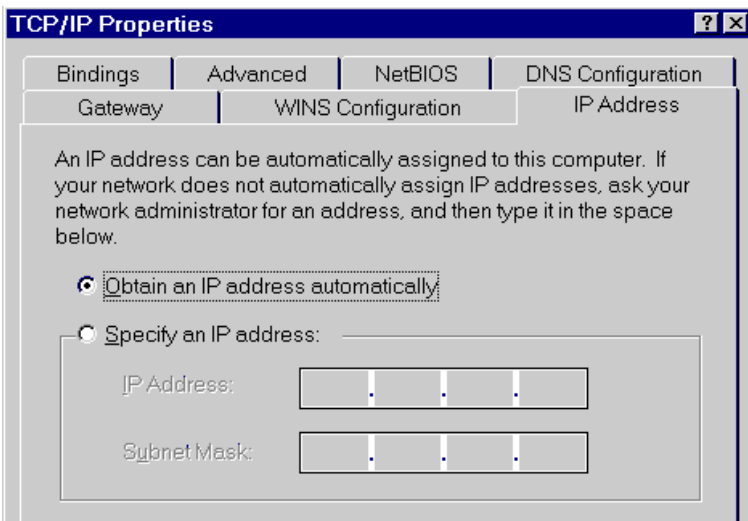 TCP/IP Properties
Bindings Advanced NetBIOS DNS Configuration
Gateway WINS Configuration IP Address
An IP address can be automatically assigned to this computer. If
your network does not automatically assign IP addresses, ask your
network administrator for an address, and then type it in the space
below.
Obtain an IP address automatically
Specify an IP address:
IP Address:
Subnet Mask: